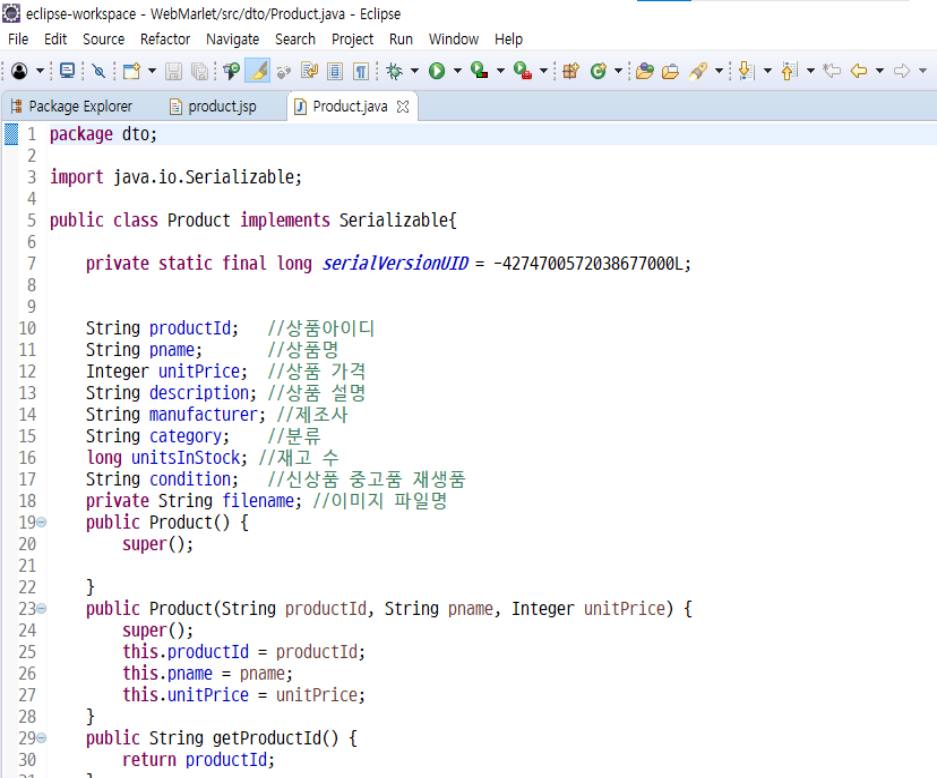 eclipse-workspace - WebMarlet/src/dto/Product.java - Eclipse
File Edit Source Refactor Navigate Search Project Run Window Help
Package Explorer product.jsp Product.java
1 package dto;
2
3 import java.io.Serializable;
4
5 public class Product implements Serializable{
6
7 private static final long serialVersionUID = -4274700572038677000L;
8
9
10 String productId; //상품아이디
11 String pname; //상품명
12 Integer unitPrice; //상품 가격
13 String description; //상품 설명
14 String manufacturer; //제조사
15 String category; //분류
16 long unitsInStock; //재고 수
17 String condition; //신상품 중고품 재생품
18 private String filename; //이미지 파일명
19 public Product() {
20 super();
21
22 }
23 public Product(String productId, String pname, Integer unitPrice) {
24 super();
25 this.productId = productId;
26 this.pname = pname;
27 this.unitPrice = unitPrice;
28 }
29 public String getProductId() {
30 return productId;